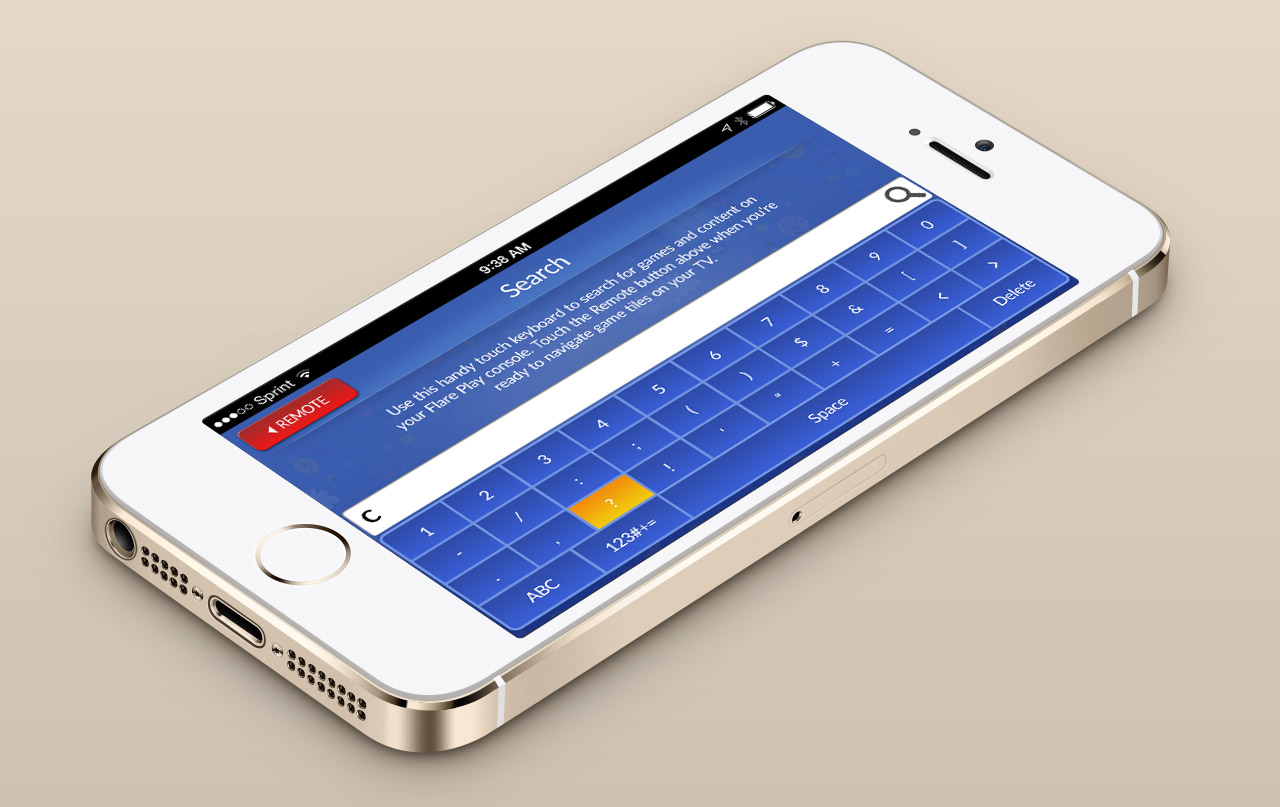 Sprint 9:38 AM
REMOTE
Search
Use this handy touch keyboard to search for games and content on
your Flare Play console. Touch the Remote button above when you're
ready to navigate game tiles on your TV.
C
1 2 3 4 5 6 7 8 9 0
- / : ; ( ) $ & [ ]
. , ? ! ' " + = < >
ABC 123#+= Space Delete